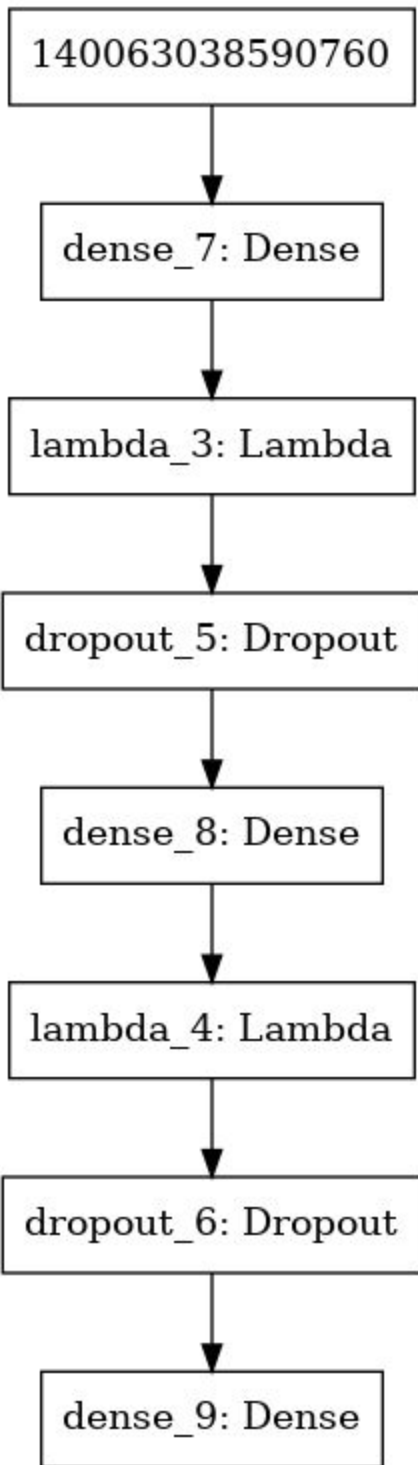 140063038590760
dense_7: Dense
lambda_3: Lambda
dropout_5: Dropout
dense_8: Dense
lambda_4: Lambda
dropout_6: Dropout
dense_9: Dense